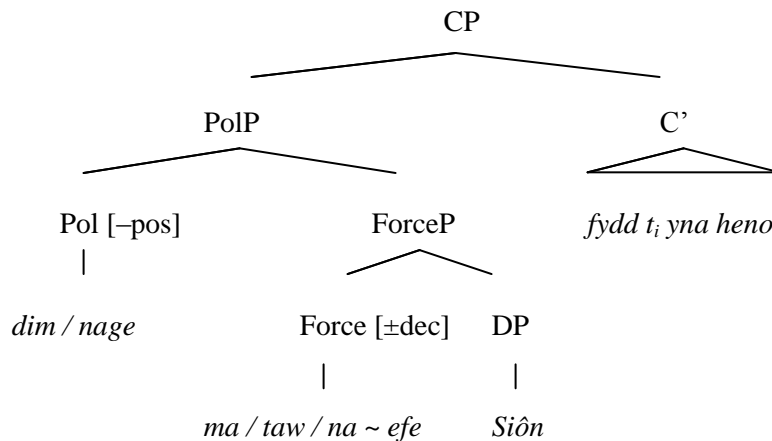 CP
PolP C’
Pol [–pos] ForceP fydd ti yna heno
dim / nage Force [±dec] DP
ma / taw / na ~ efe Siôn